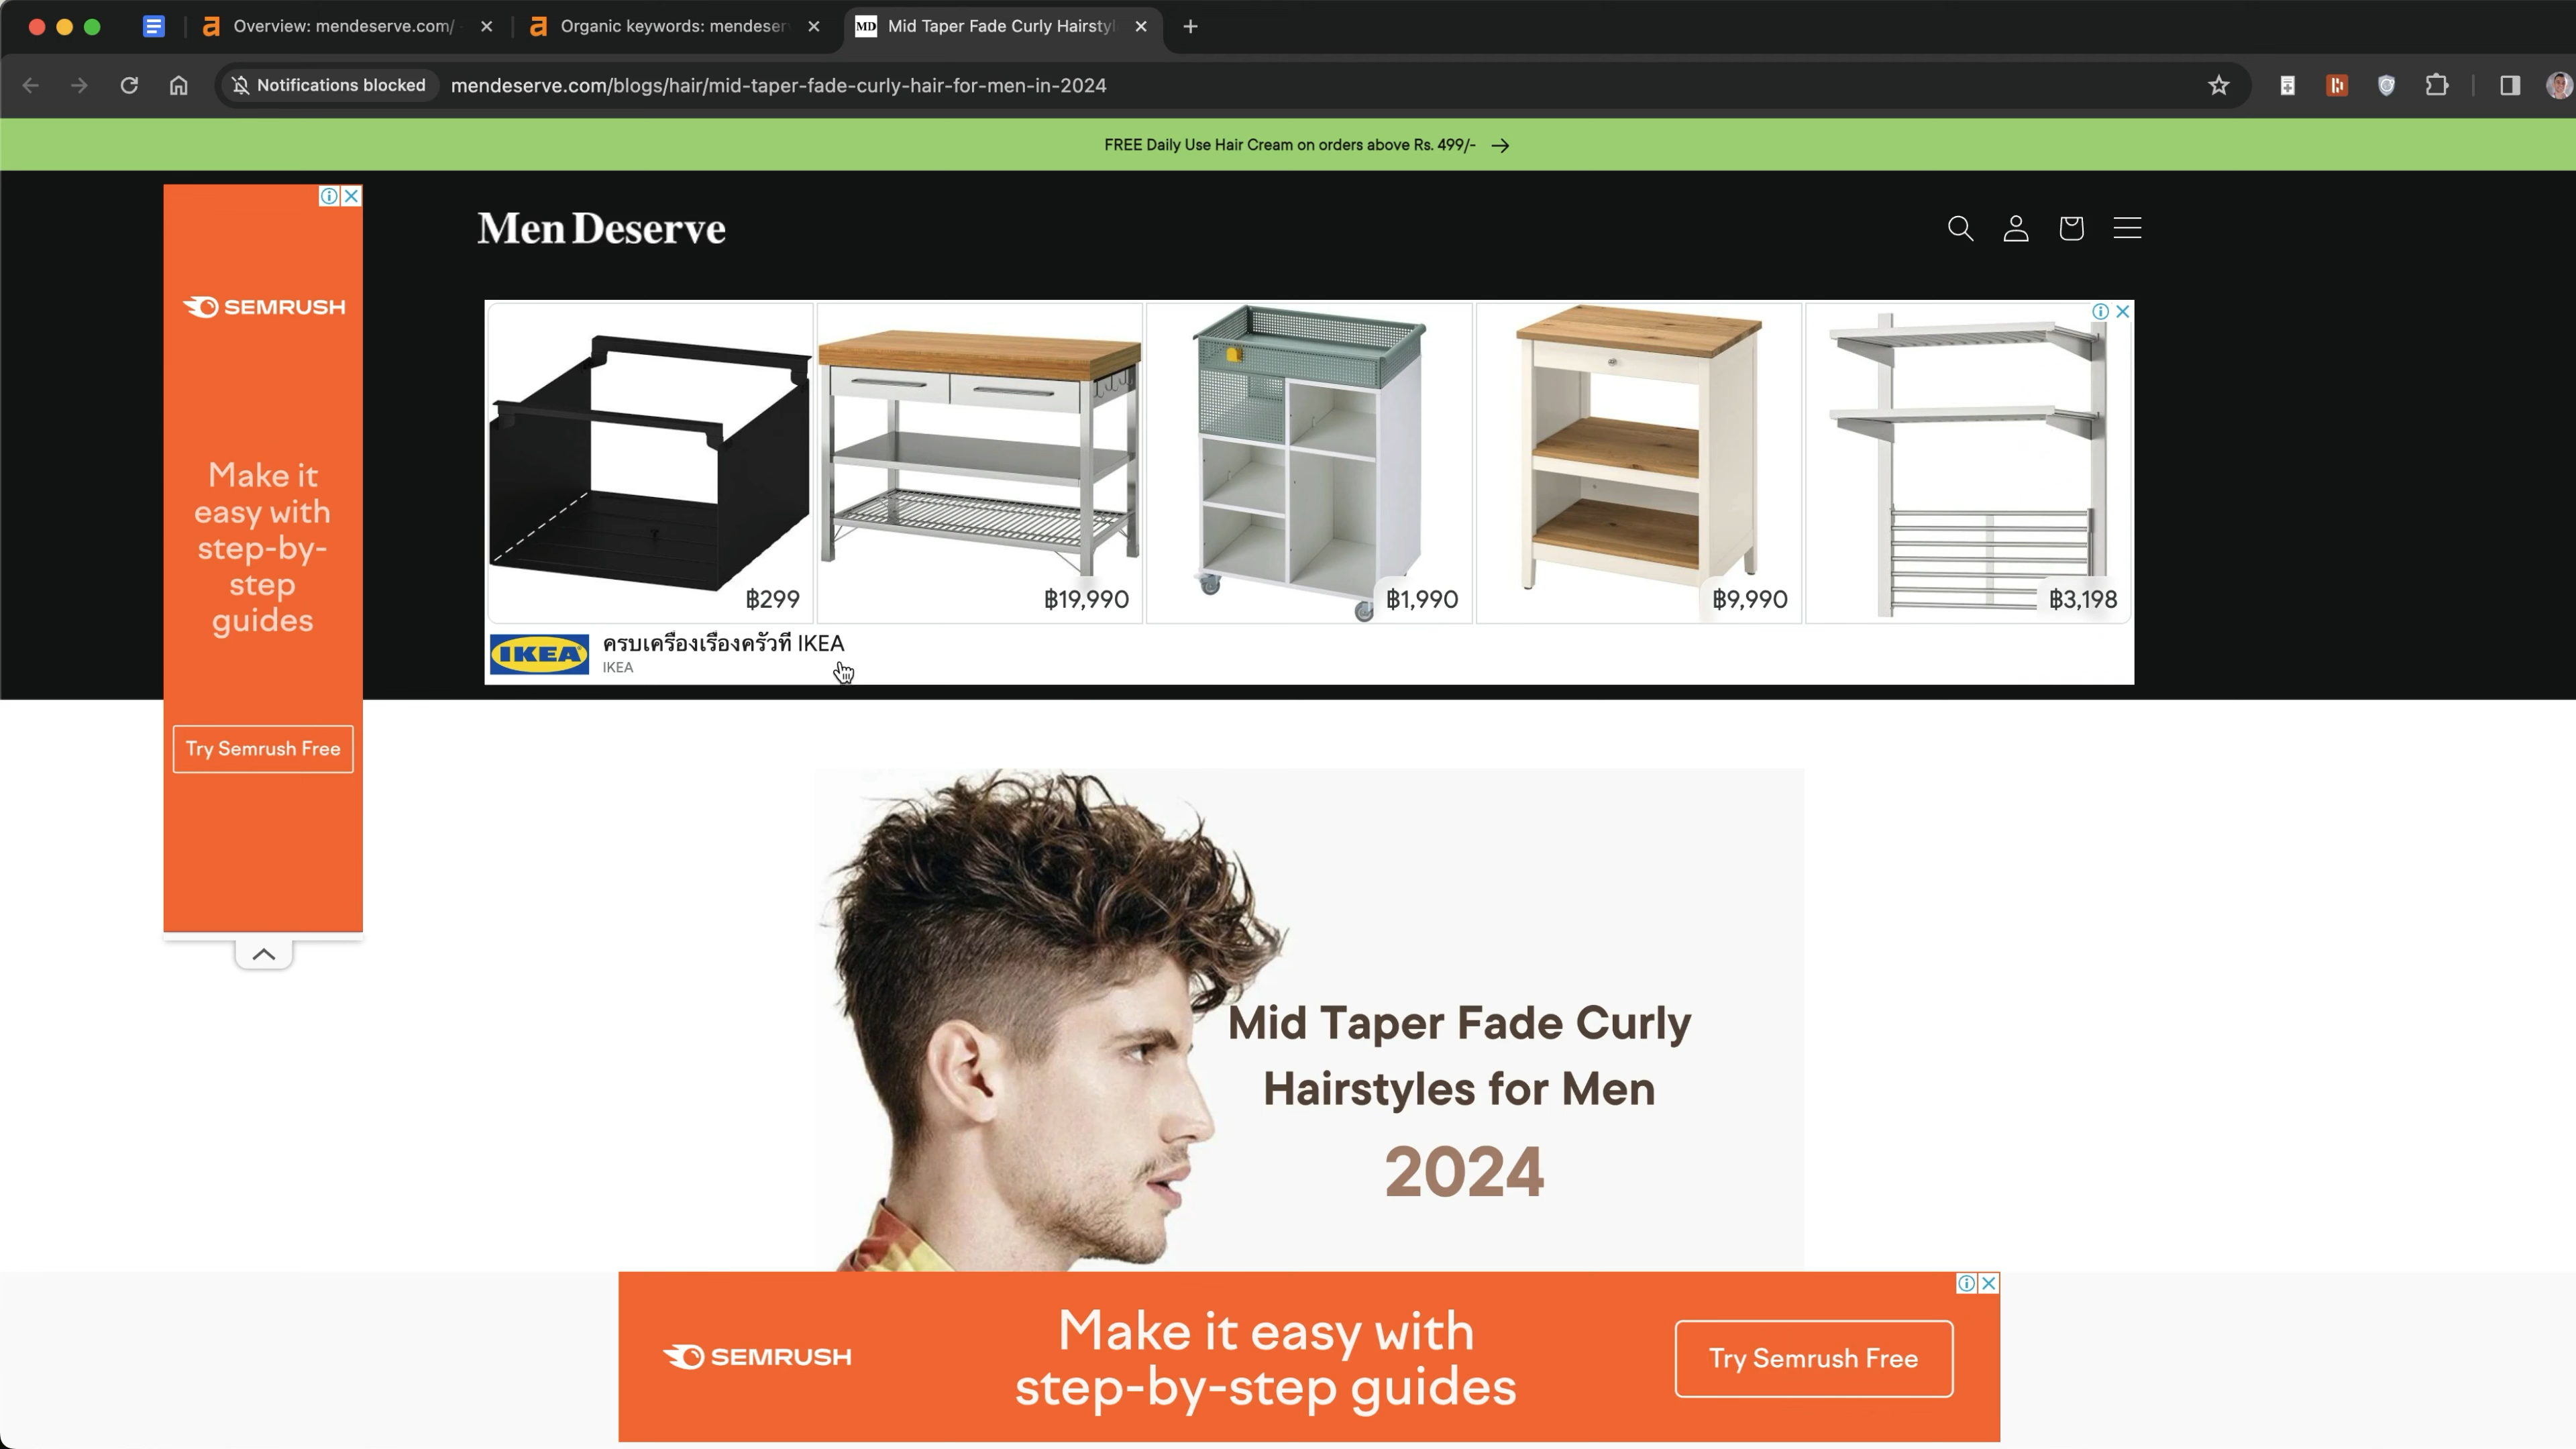 Overview: mendeserve.com/
Organic keywords: mendeser
MD
Mid Taper Fade Curly Hairstyl
Notifications blocked
mendeserve.com/blogs/hair/mid-taper-fade-curly-hair-for-men-in-2024
FREE Daily Use Hair Cream on orders above Rs. 499/-
Men Deserve
SEMRUSH
Make it
easy with
step-by-
step
guides
Try Semrush Free
฿299
฿19,990
฿1,990
฿9,990
฿3,198
IKEA
ครบเครื่องเรื่องครัวที่ IKEA
IKEA
Mid Taper Fade Curly
Hairstyles for Men
2024
SEMRUSH
Make it easy with
step-by-step guides
Try Semrush Free